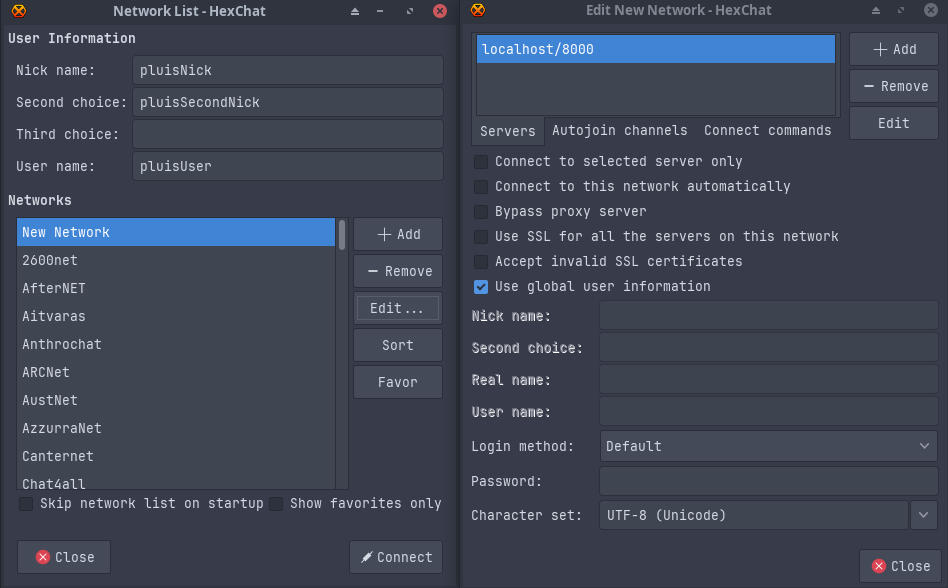 Network List - HexChat
User Information
Nick name: pluisNick
Second choice: pluisSecondNick
Third choice:
User name: pluisUser
Networks
New Network
2600net
AfterNET
Aitvaras
Anthrochat
ARCNet
AustNet
AzzurraNet
Canternet
Chat4all
Add
Remove
Edit...
Sort
Favor
Skip network list on startup Show favorites only
Close Connect
Edit New Network - HexChat
localhost/8000
Add
Remove
Edit
Servers Autojoin channels Connect commands
Connect to selected server only
Connect to this network automatically
Bypass proxy server
Use SSL for all the servers on this network
Accept invalid SSL certificates
Use global user information
Nick name:
Second choice:
Real name:
User name:
Login method: Default
Password:
Character set: UTF-8 (Unicode)
Close